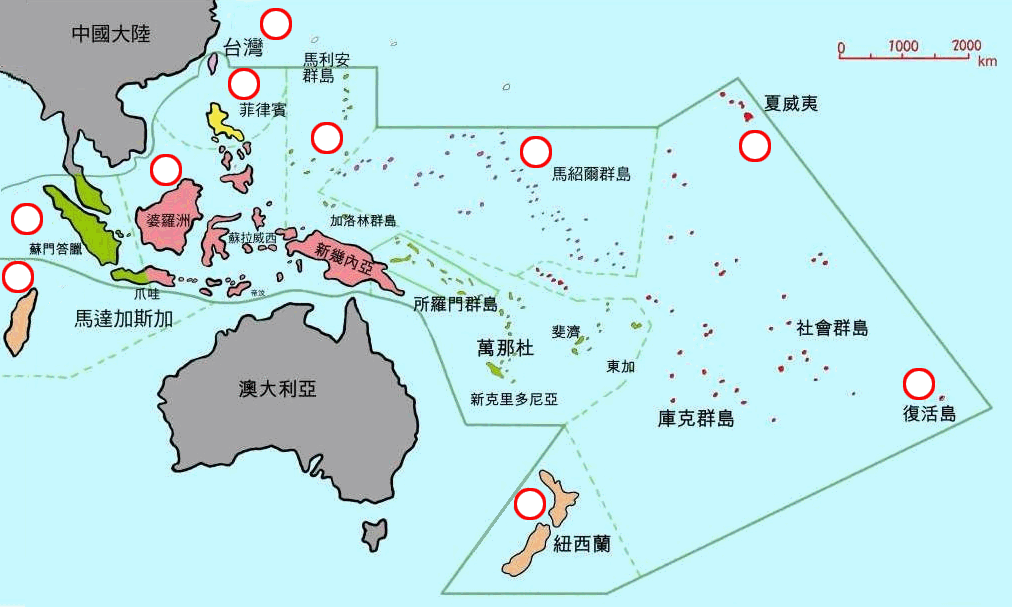 中國大陸
台灣
0 1000 2000
km
馬利安
群島
夏威夷
菲律賓
馬紹爾群島
婆羅洲
加洛林群島
蘇門答臘
蘇拉威西
新幾內亞
爪哇
帝汶
所羅門群島
馬達加斯加
斐濟
社會群島
萬那杜
東加
澳大利亞
新克里多尼亞
庫克群島
復活島
紐西蘭